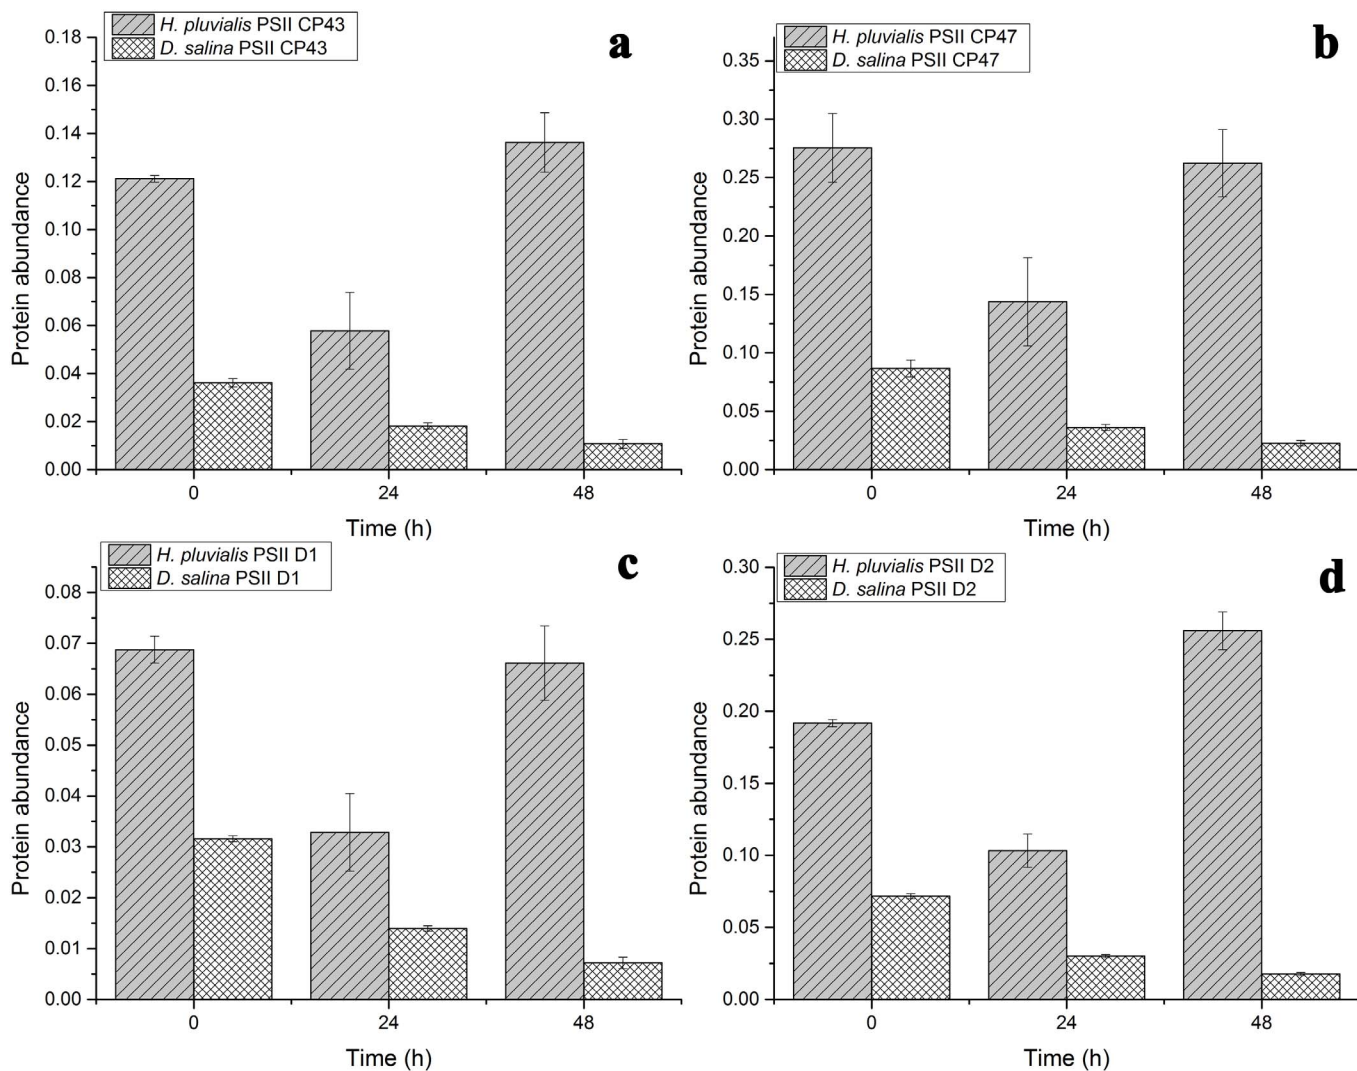 H. pluvialis PSII CP43
D. salina PSII CP43
a
0.18
0.16
0.14
0.12
0.10
0.08
0.06
0.04
0.02
0.00
Protein abundance
0 24 48
Time (h)
H. pluvialis PSII CP47
D. salina PSII CP47
b
0.35
0.30
0.25
0.20
0.15
0.10
0.05
0.00
Protein abundance
0 24 48
Time (h)
H. pluvialis PSII D1
D. salina PSII D1
c
0.08
0.07
0.06
0.05
0.04
0.03
0.02
0.01
0.00
Protein abundance
0 24 48
Time (h)
H. pluvialis PSII D2
D. salina PSII D2
d
0.30
0.25
0.20
0.15
0.10
0.05
0.00
Protein abundance
0 24 48
Time (h)